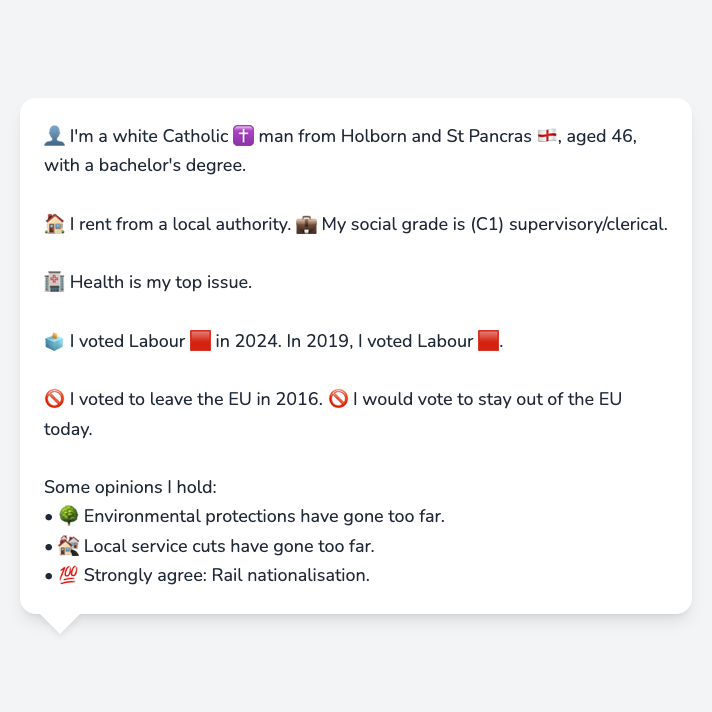 👤 I'm a white Catholic ✝️ man from Holborn and St Pancras 🏴󠁧󠁢󠁥󠁮󠁧󠁿, aged 46,
with a bachelor's degree.
🏠 I rent from a local authority. 💼 My social grade is (C1) supervisory/clerical.
🏥 Health is my top issue.
🗳️ I voted Labour 🟥 in 2024. In 2019, I voted Labour 🟥.
🚫 I voted to leave the EU in 2016. 🚫 I would vote to stay out of the EU
today.
Some opinions I hold:
• 🌳 Environmental protections have gone too far.
• 🏚️ Local service cuts have gone too far.
• 💯 Strongly agree: Rail nationalisation.